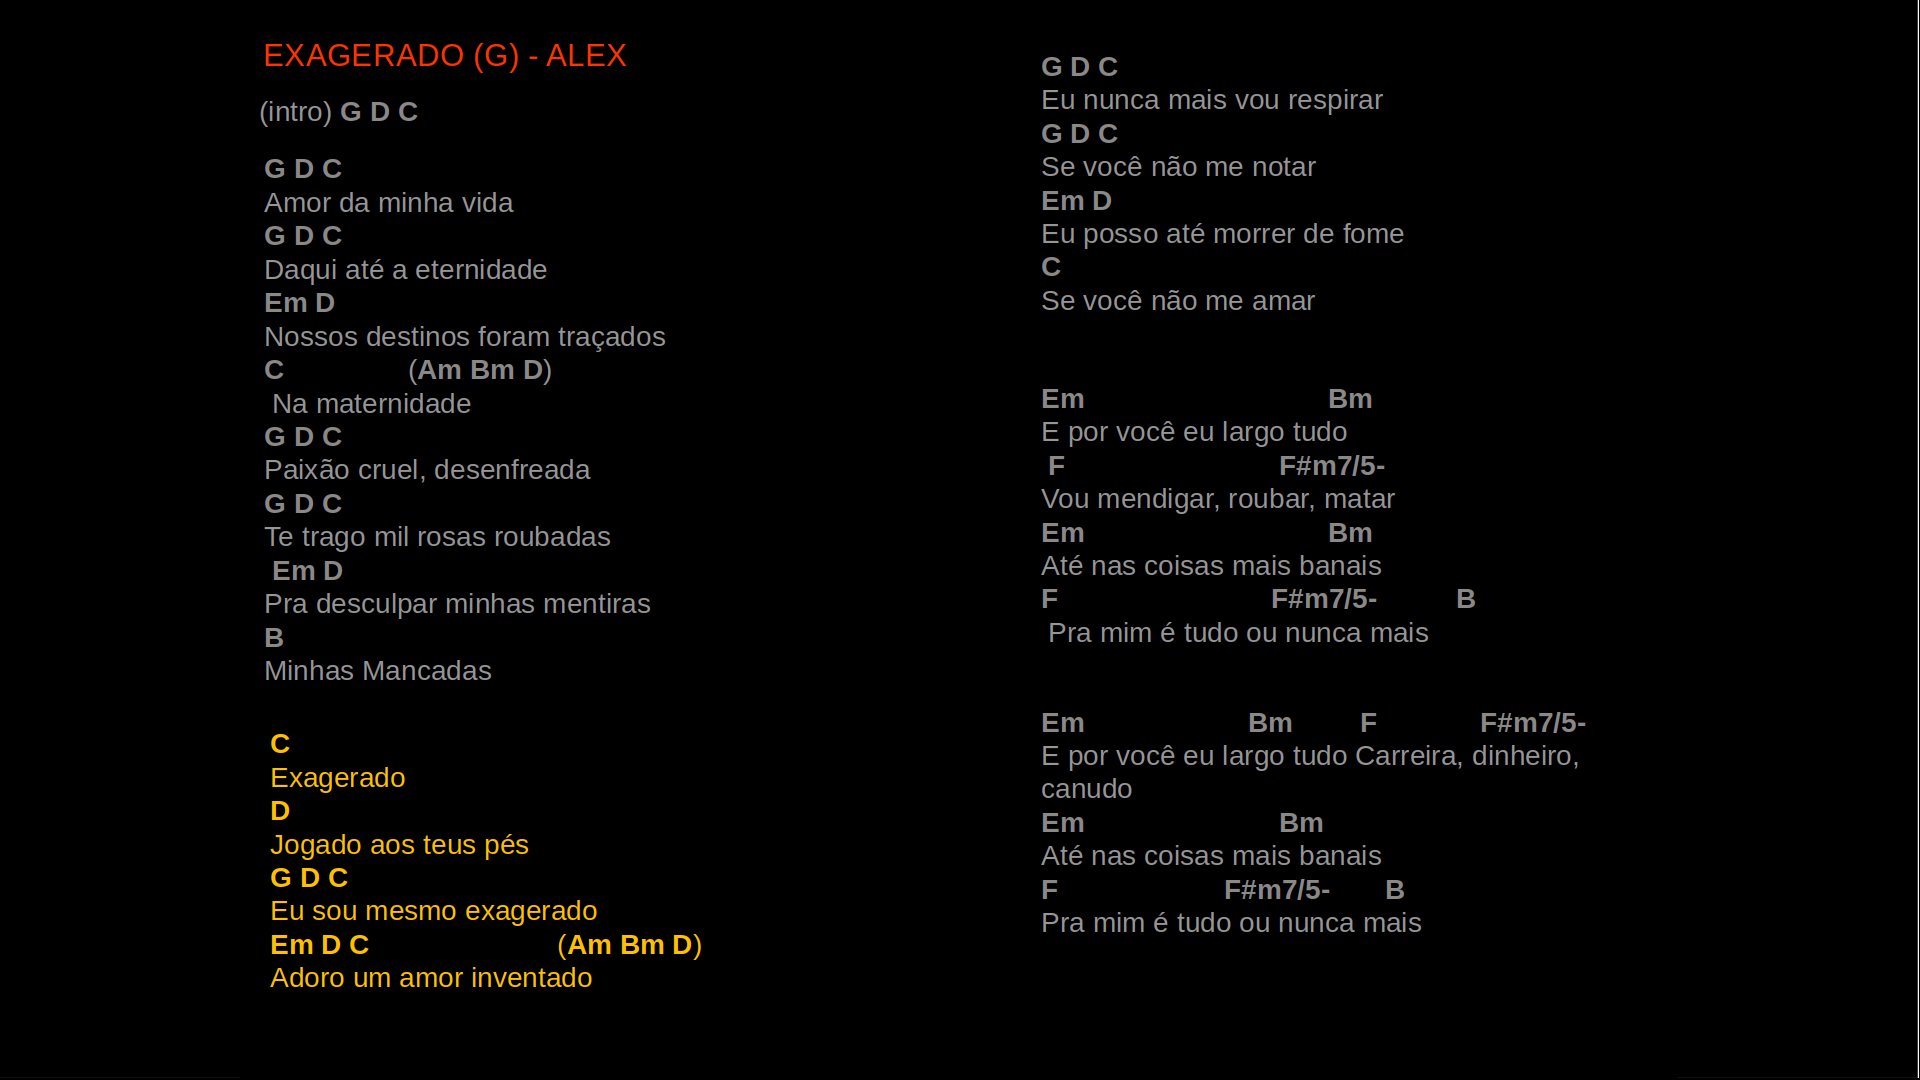 EXAGERADO (G) - ALEX
(intro) G D C
G D C
Amor da minha vida
G D C
Daqui até a eternidade
Em D
Nossos destinos foram traçados
C (Am Bm D)
Na maternidade
G D C
Paixão cruel, desenfreada
G D C
Te trago mil rosas roubadas
Em D
Pra desculpar minhas mentiras
B
Minhas Mancadas
C
Exagerado
D
Jogado aos teus pés
G D C
Eu sou mesmo exagerado
Em D C (Am Bm D)
Adoro um amor inventado
G D C
Eu nunca mais vou respirar
G D C
Se você não me notar
Em D
Eu posso até morrer de fome
C
Se você não me amar
Em Bm
E por você eu largo tudo
F F#m7/5-
Vou mendigar, roubar, matar
Em Bm
Até nas coisas mais banais
F F#m7/5- B
Pra mim é tudo ou nunca mais
Em Bm F F#m7/5-
E por você eu largo tudo Carreira, dinheiro,
canudo
Em Bm
Até nas coisas mais banais
F F#m7/5- B
Pra mim é tudo ou nunca mais